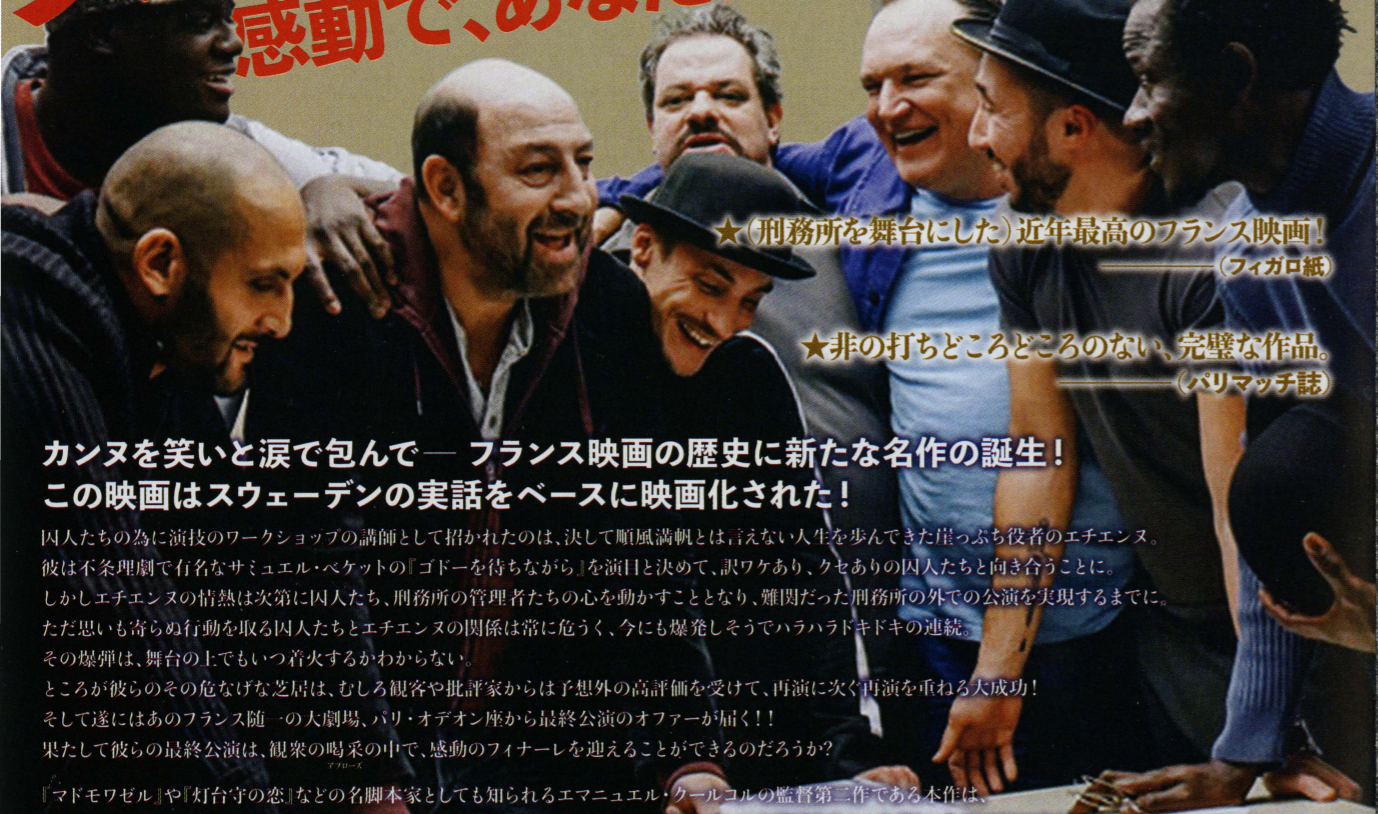 感動で、あなた
★(刑務所を舞台にした)近年最高のフランス映画!
(フィガロ紙)
★非の打ちどころどころのない、完璧な作品。
(パリマッチ誌)
カンヌを笑いと涙で包んで― フランス映画の歴史に新たな名作の誕生!
この映画はスウェーデンの実話をベースに映画化された!
囚人たちの為に演技のワークショップの講師として招かれたのは、決して順風満帆とは言えない人生を歩んできた崖っぷち役者のエチエンヌ。
彼は不条理劇で有名なサミュエル・ベケットの『ゴドーを待ちながら』を演目と決めて、訳ワケあり、クセありの囚人たちと向き合うことに。
しかしエチエンヌの情熱は次第に囚人たち、刑務所の管理者たちの心を動かすこととなり、難関だった刑務所の外での公演を実現するまでに。
ただ思いも寄らぬ行動を取る囚人たちとエチエンヌの関係は常に危うく、今にも爆発しそうでハラハラドキドキの連続。
その爆弾は、舞台の上でもいつ着火するかわからない。
ところが彼らのその危なげな芝居は、むしろ観客や批評家からは予想外の高評価を受けて、再演に次ぐ再演を重ねる大成功!
そして遂にはあのフランス随一の大劇場、パリ・オデオン座から最終公演のオファーが届く!!
果たして彼らの最終公演は、観衆の喝采の中で、感動のフィナーレを迎えることができるのだろうか?
アプローズ
『マドモワゼル』や『灯台守の恋』などの名脚本家としても知られるエマニュエル・クールコルの監督第二作である本作は、